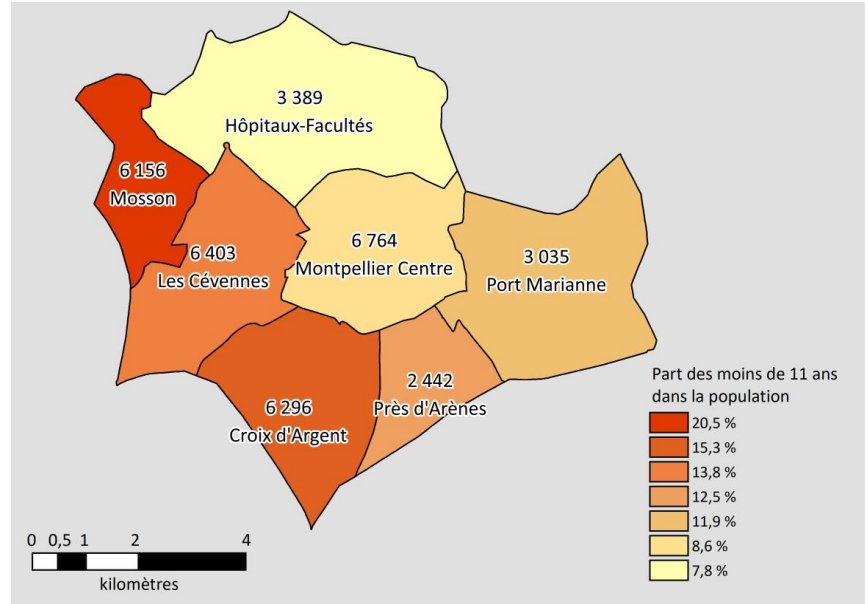 3 389
Hôpitaux-Facultés
6 156
Mosson
6 403
Les Cévennes
6 764
Montpellier Centre
3 035
Port Marianne
2 442
Près d'Arènes
6 296
Croix d'Argent
Part des moins de 11 ans
dans la population
20,5 %
15,3 %
13,8 %
12,5 %
11,9 %
8,6 %
7,8 %
0 0,5 1 2 4
kilomètres